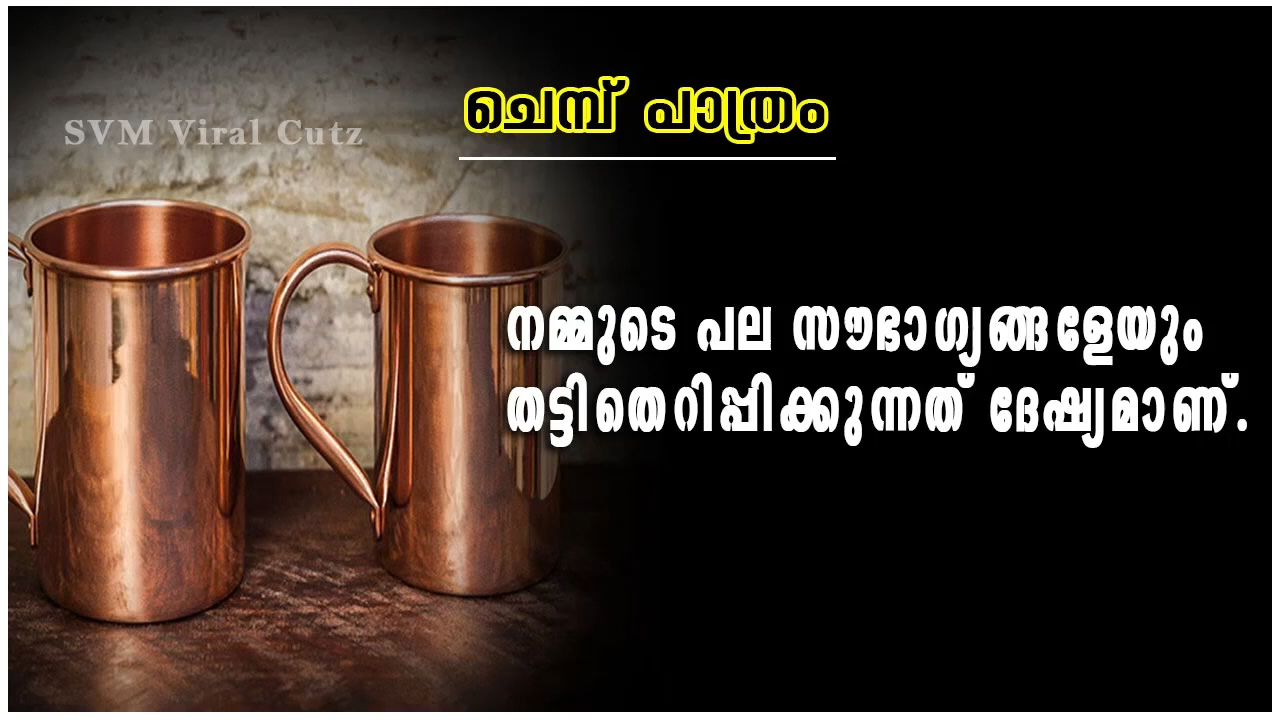 SVM Viral Cutz
ചെമ്പ് പാത്രം
നമ്മുടെ പല സൗഭാഗ്യങ്ങളേയും
തട്ടിതെറിപ്പിക്കുന്നത് ദേഷ്യമാണ്.